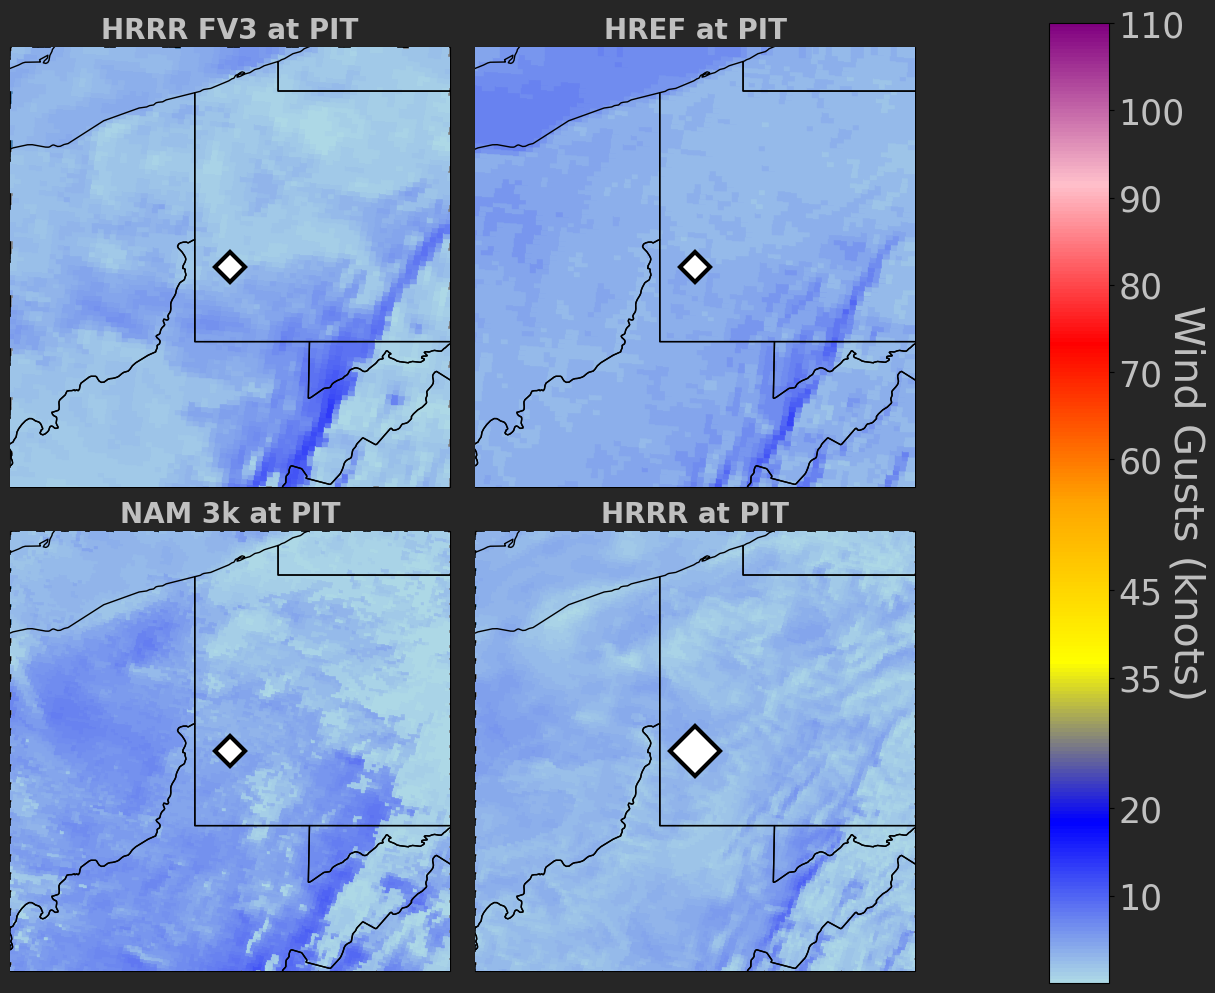 HRRR FV3 at PIT
HREF at PIT
NAM 3k at PIT
HRRR at PIT
110
100
90
80
70
60
45
35
20
10
Wind Gusts (knots)